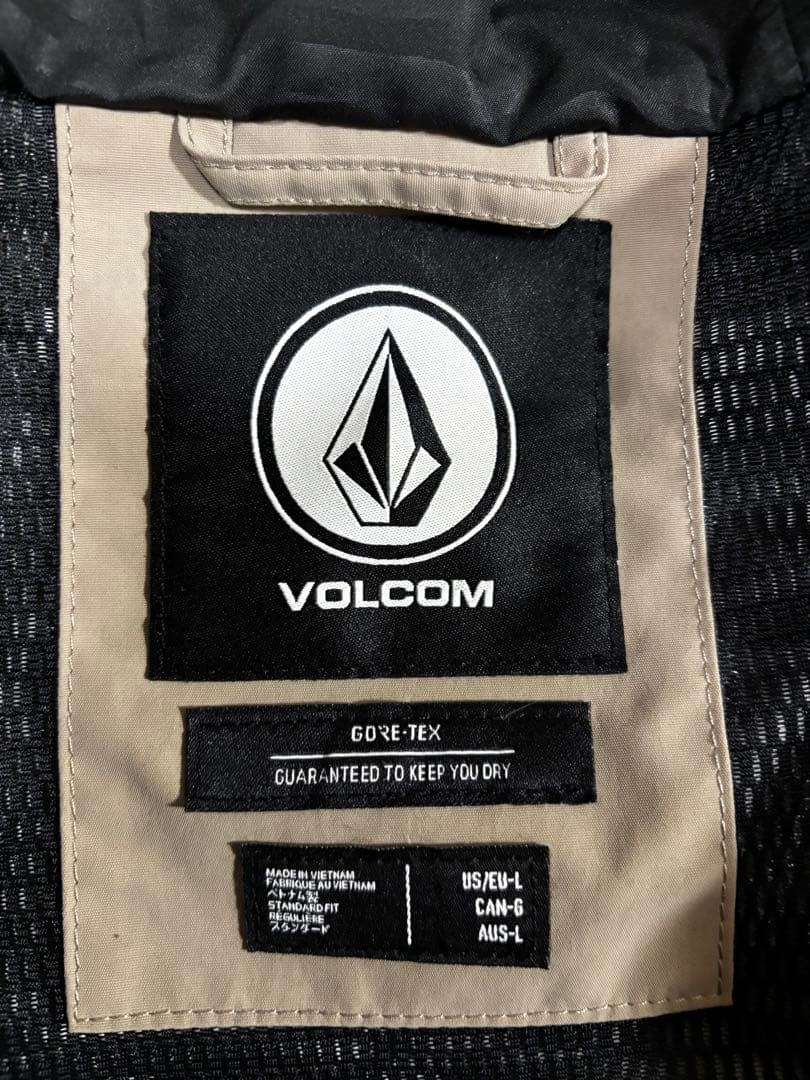 VOLCOM
GORE-TEX
GUARANTEED TO KEEP YOU DRY
MADE IN VIETNAM
FABRIQUE AU VIETNAM
ベトナム製
STANDARD FIT
RÉGULIÈRE
スタンダード
US/EU-L
CAN-G
AUS-L